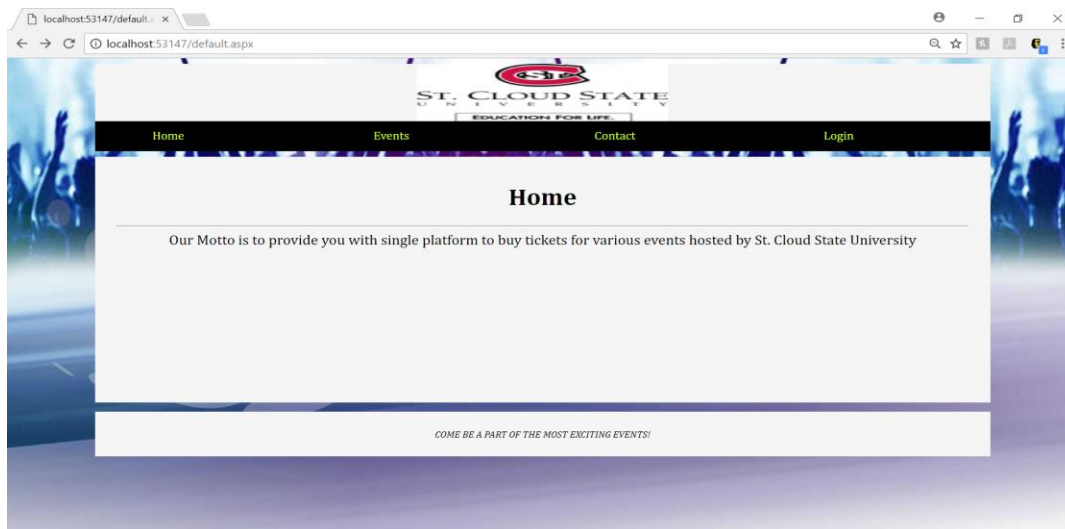 localhost:53147/default.
localhost:53147/default.aspx
ST. CLOUD STATE
UNIVERSITY
EDUCATION FOR LIFE.
Home Events Contact Login
Home
Our Motto is to provide you with single platform to buy tickets for various events hosted by St. Cloud State University
COME BE A PART OF THE MOST EXCITING EVENTS!